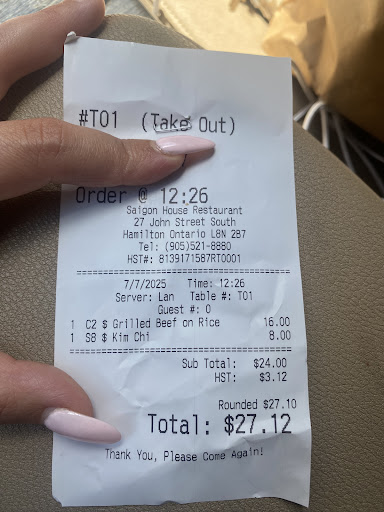 #T01 (Take Out)
Order @ 12:26
Saigon House Restaurant
27 John Street South
Hamilton Ontario L8N 2B7
Tel: (905)521-8880
HST#: 8139171587RT0001
7/7/2025 Time: 12:26
Server: Lan Table #: T01
Guest #: 0
1 C2 $ Grilled Beef on Rice 16.00
1 S8 $ Kim Chi 8.00
Sub Total: $24.00
HST: $3.12
Rounded $27.10
Total: $27.12
Thank You, Please Come Again!